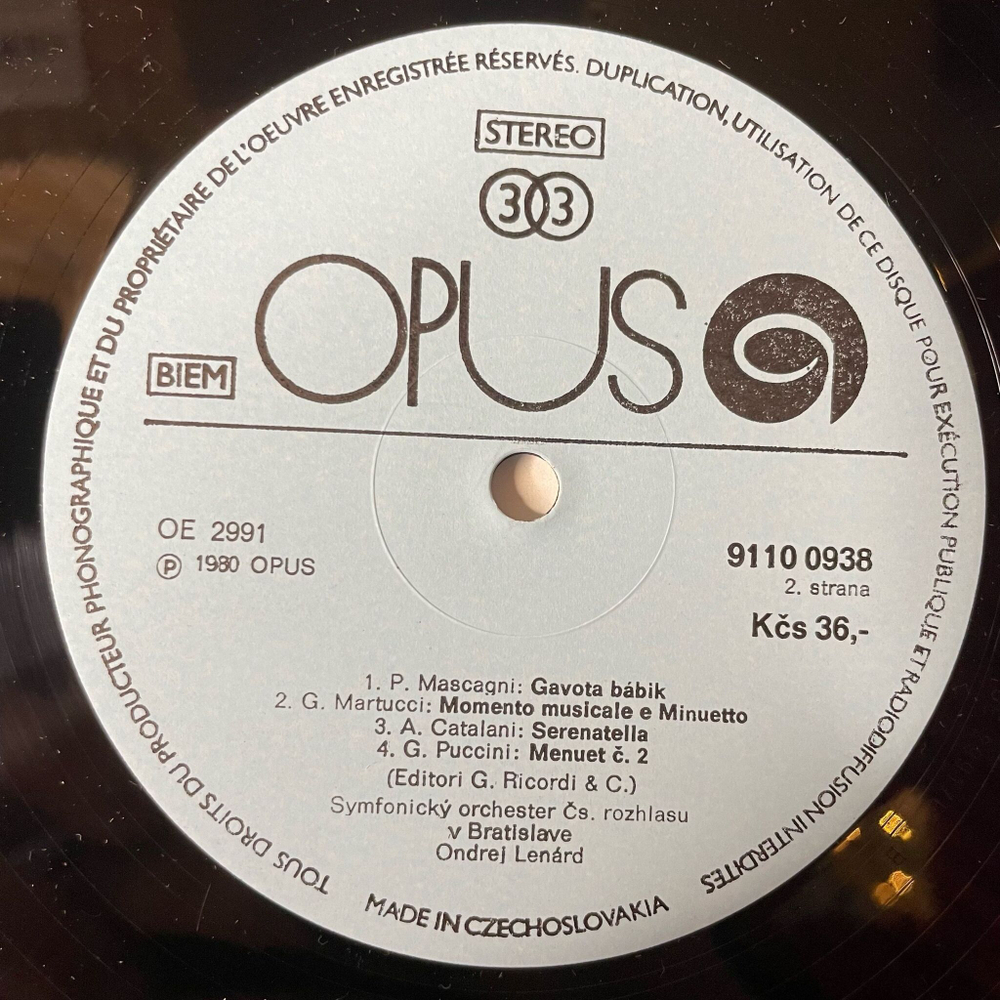 TOUS DROITS DU PRODUCTEUR PHONOGRAPHIQUE ET DU PROPRIÉTAIRE DE L'OEUVRE ENREGISTRÉE RÉSERVÉS. DUPLICATION, UTILISATION DE CE DISQUE POUR EXÉCUTION PUBLIQUE ET RADIODIFFUSION INTERDITES
STEREO
33
OPUS
BIEM
OE 2991
℗ 1980 OPUS
9110 0938
2. strana
Kčs 36,-
1. P. Mascagni: Gavota bábik
2. G. Martucci: Momento musicale e Minuetto
3. A. Catalani: Serenatella
4. G. Puccini: Menuet č. 2
(Editori G. Ricordi & C.)
Symfonický orchester Čs. rozhlasu
v Bratislave
Ondrej Lenárd
MADE IN CZECHOSLOVAKIA